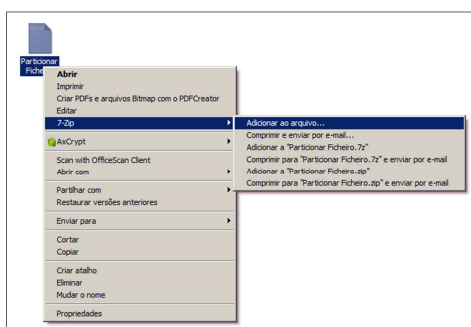 Particionar
Fiche
Abrir
Imprimir
Criar PDFs e arquivos Bitmap com o PDFCreator
Editar
7-Zip
AxCrypt
Scan with OfficeScan Client
Abrir com
Partilhar com
Restaurar versões anteriores
Enviar para
Cortar
Copiar
Criar atalho
Eliminar
Mudar o nome
Propriedades
Adicionar ao arquivo...
Comprimir e enviar por e-mail...
Adicionar a "Particionar Ficheiro.7z"
Comprimir para "Particionar Ficheiro.7z" e enviar por e-mail
Adicionar a "Particionar Ficheiro.zip"
Comprimir para "Particionar Ficheiro.zip" e enviar por e-mail